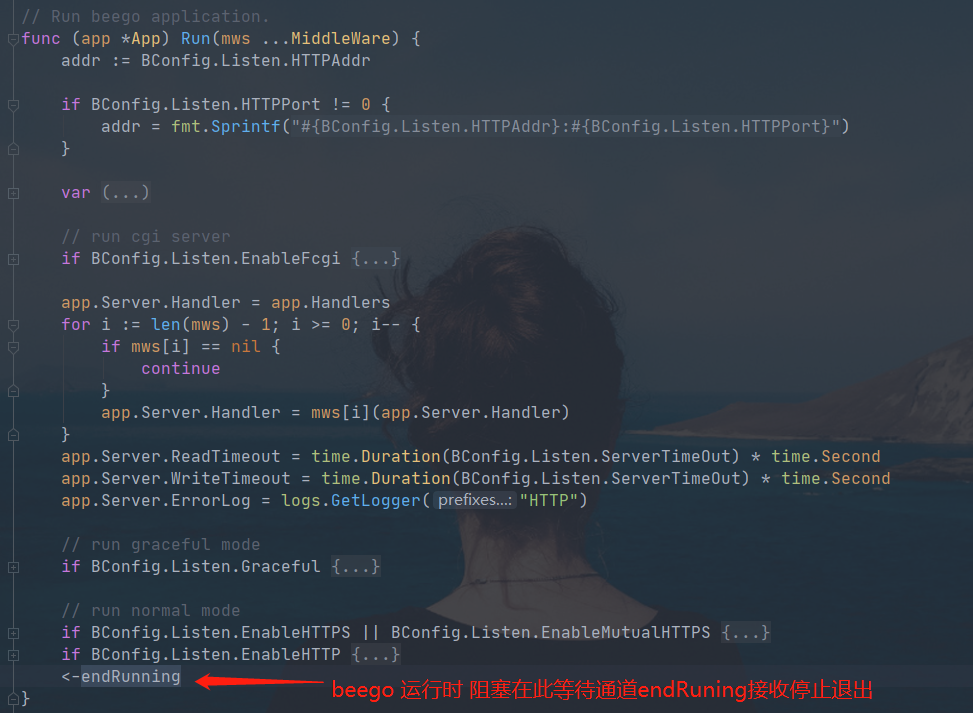 // Run beego application.
func (app *App) Run(mws ...MiddleWare) {
addr := BConfig.Listen.HTTPAddr
if BConfig.Listen.HTTPPort != 0 {
addr = fmt.Sprintf("#{BConfig.Listen.HTTPAddr}:#{BConfig.Listen.HTTPPort}")
}
var (...)
// run cgi server
if BConfig.Listen.EnableFcgi {...}
app.Server.Handler = app.Handlers
for i := len(mws) - 1; i >= 0; i-- {
if mws[i] == nil {
continue
}
app.Server.Handler = mws[i](app.Server.Handler)
}
app.Server.ReadTimeout = time.Duration(BConfig.Listen.ServerTimeOut) * time.Second
app.Server.WriteTimeout = time.Duration(BConfig.Listen.ServerTimeOut) * time.Second
app.Server.ErrorLog = logs.GetLogger( prefixes...: "HTTP")
// run graceful mode
if BConfig.Listen.Graceful {...}
// run normal mode
if BConfig.Listen.EnableHTTPS || BConfig.Listen.EnableMutualHTTPS {...}
if BConfig.Listen.EnableHTTP {...}
<-endRunning
beego 运行时 阻塞在此等待通道endRuning接收停止退出
}